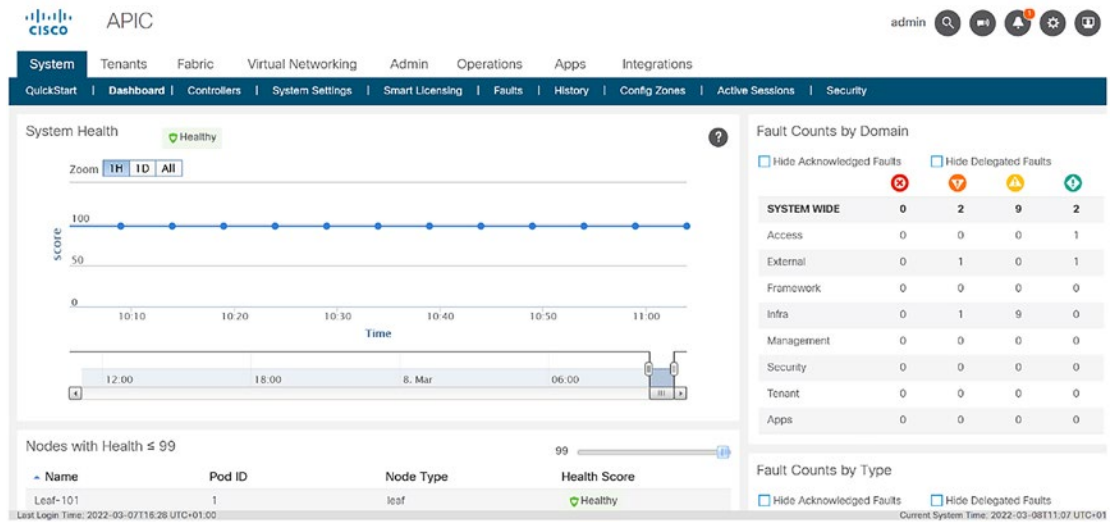 CISCO APIC admin 1
System Tenants Fabric Virtual Networking Admin Operations Apps Integrations
QuickStart | Dashboard | Controllers | System Settings | Smart Licensing | Faults | History | Config Zones | Active Sessions | Security
System Health Healthy ?
Zoom 1H 1D All
100
50
0
score
10:10 10:20 10:30 10:40 10:50 11:00
Time
12:00 18:00 8. Mar 06:00
Nodes with Health ≤ 99 99
Name Pod ID Node Type Health Score
Leaf-101 1 leaf Healthy
Fault Counts by Domain
Hide Acknowledged Faults Hide Delegated Faults
SYSTEM WIDE 0 2 9 2
Access 0 0 0 1
External 0 1 0 1
Framework 0 0 0 0
Infra 0 1 9 0
Management 0 0 0 0
Security 0 0 0 0
Tenant 0 0 0 0
Apps 0 0 0 0
Fault Counts by Type
Hide Acknowledged Faults Hide Delegated Faults
Last Login Time: 2022-03-07T16:28 UTC+01:00 Current System Time: 2022-03-08T11:07 UTC+01